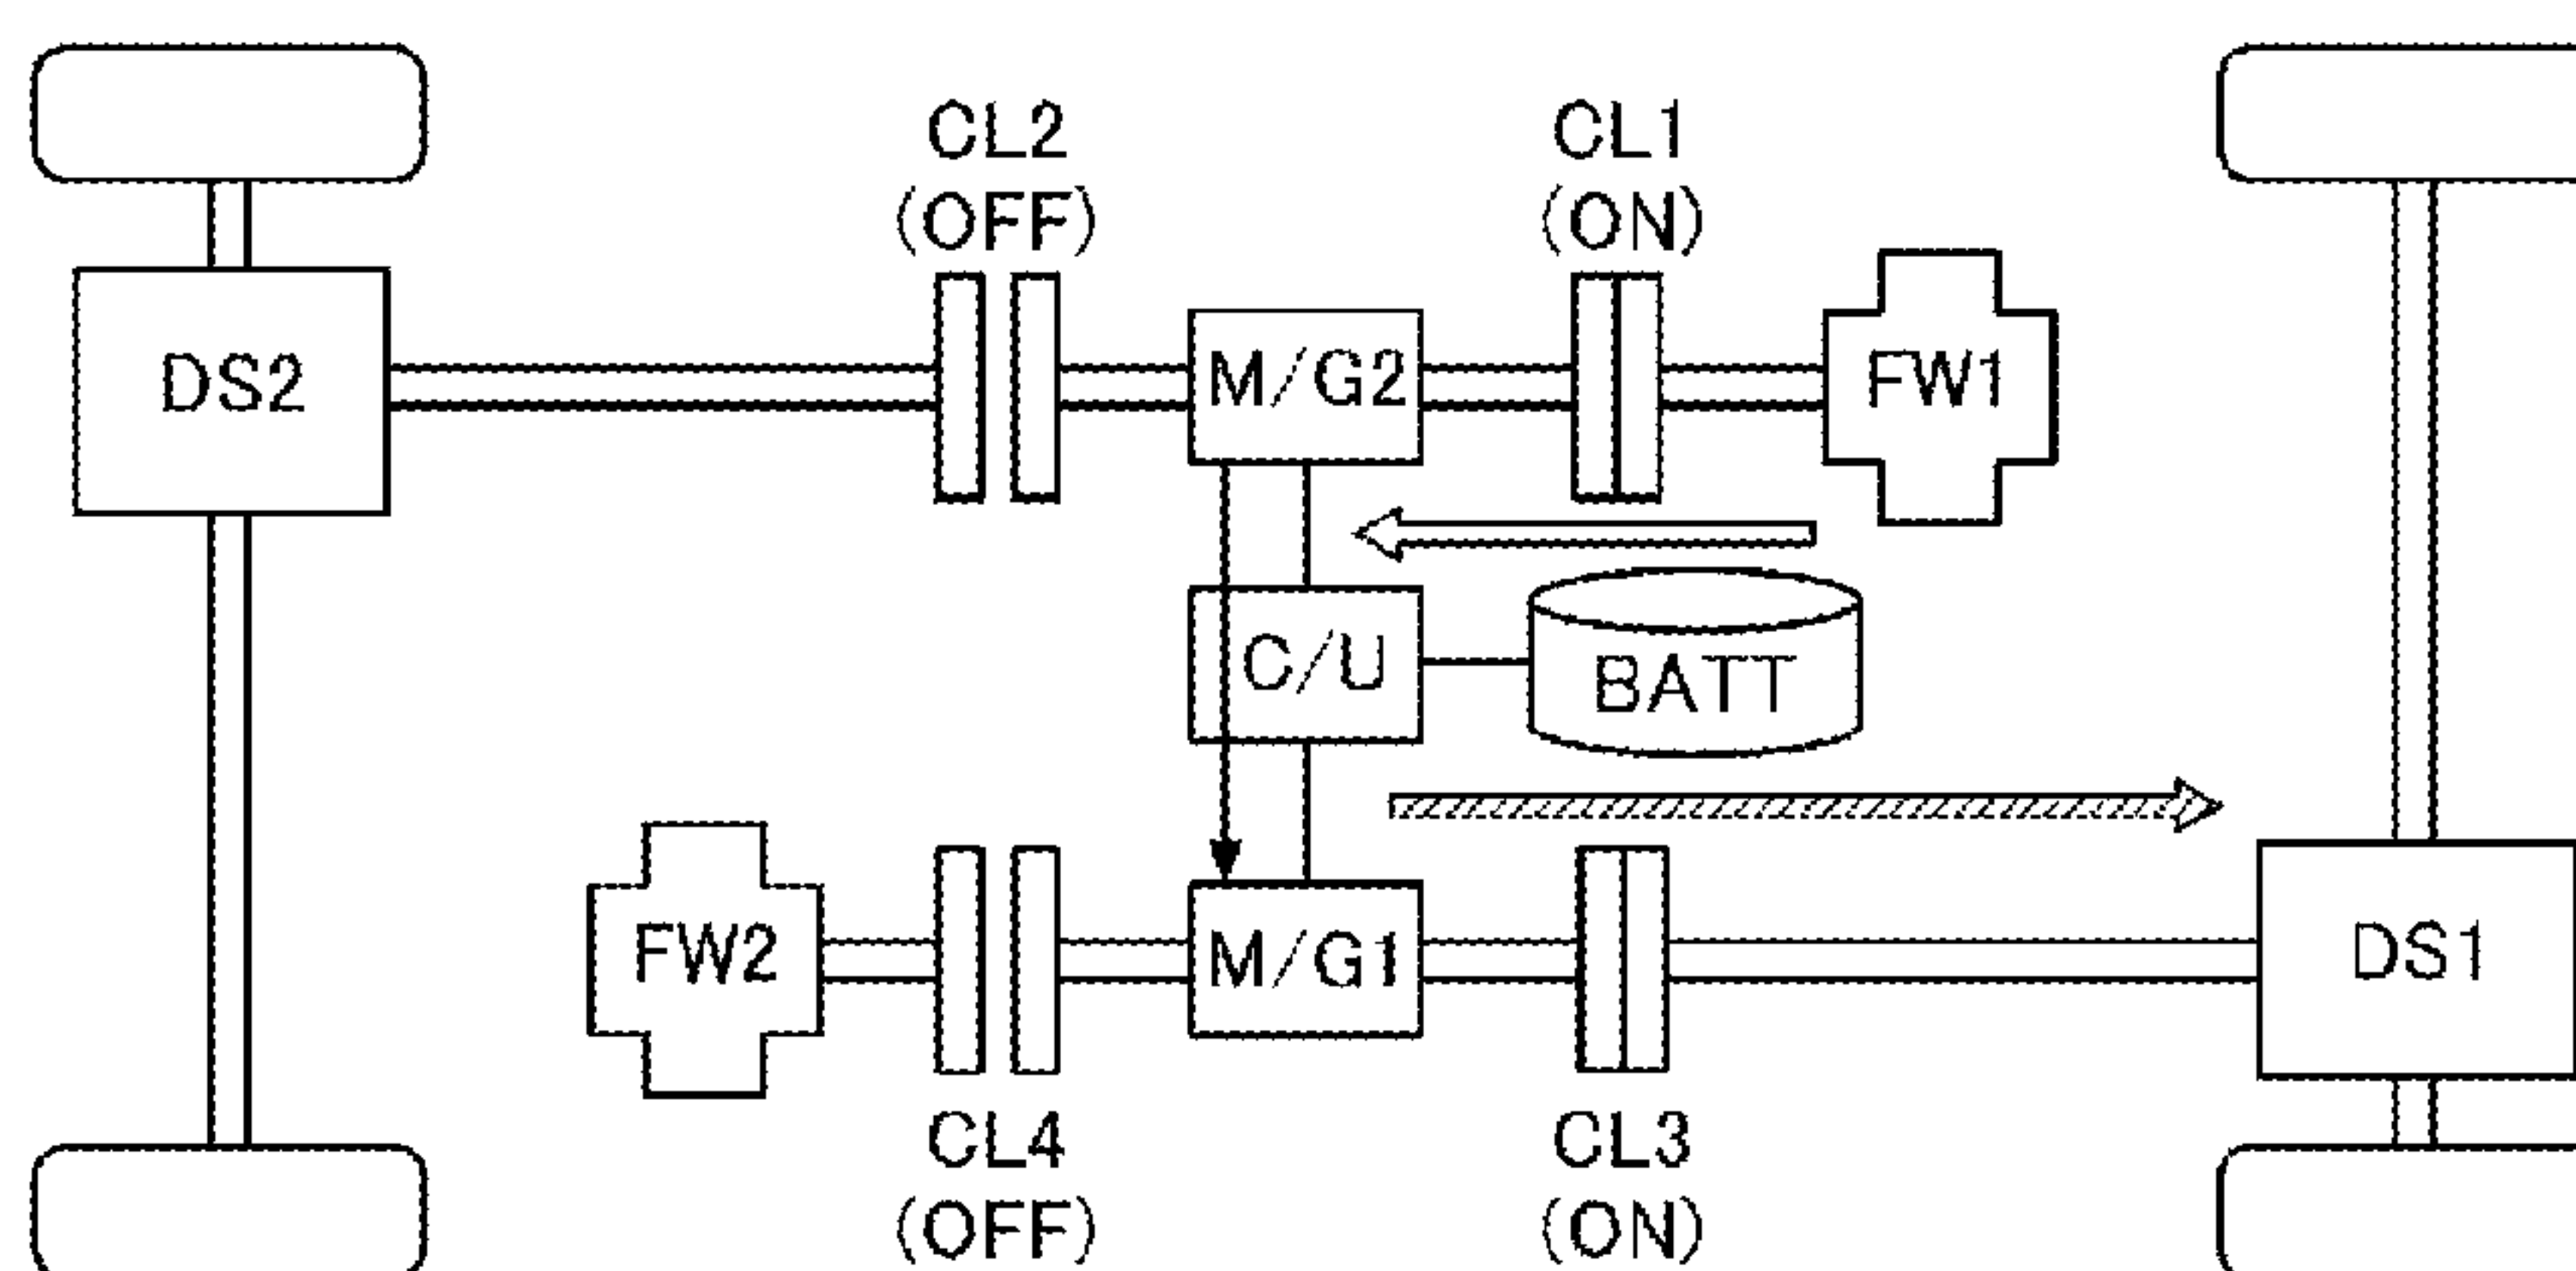 CL2
(OFF)
CL1
(ON)
DS2
M/G2
FW1
C/U
BATT
FW2
M/G1
DS1
CL4
(OFF)
CL3
(ON)